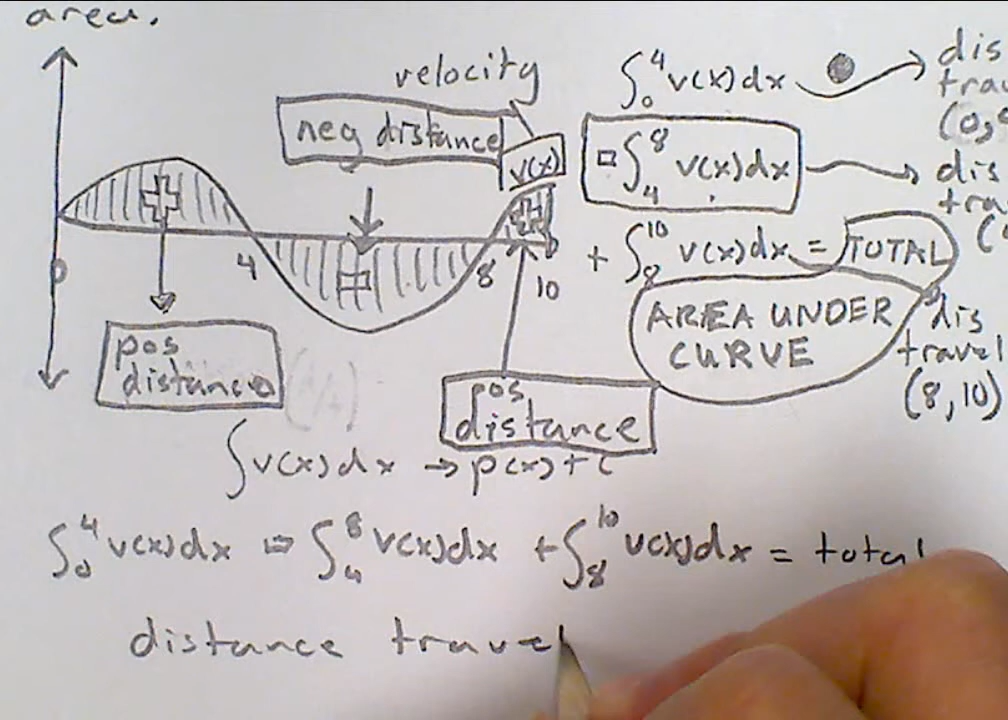 area.
velocity
neg distance
v(x)
∫₀⁴ v(x)dx
dis
trav
-∫₄⁸ v(x)dx
dis
tra
+ ∫₈¹⁰ v(x)dx = TOTAL
AREA UNDER
CURVE
dis
travel
(8,10)
4
8
10
pos
distance
pos
distance
∫v(x)dx → p(x)+C
∫₀⁴ v(x)dx - ∫₄⁸ v(x)dx + ∫₈¹⁰ v(x)dx = total
distance travel